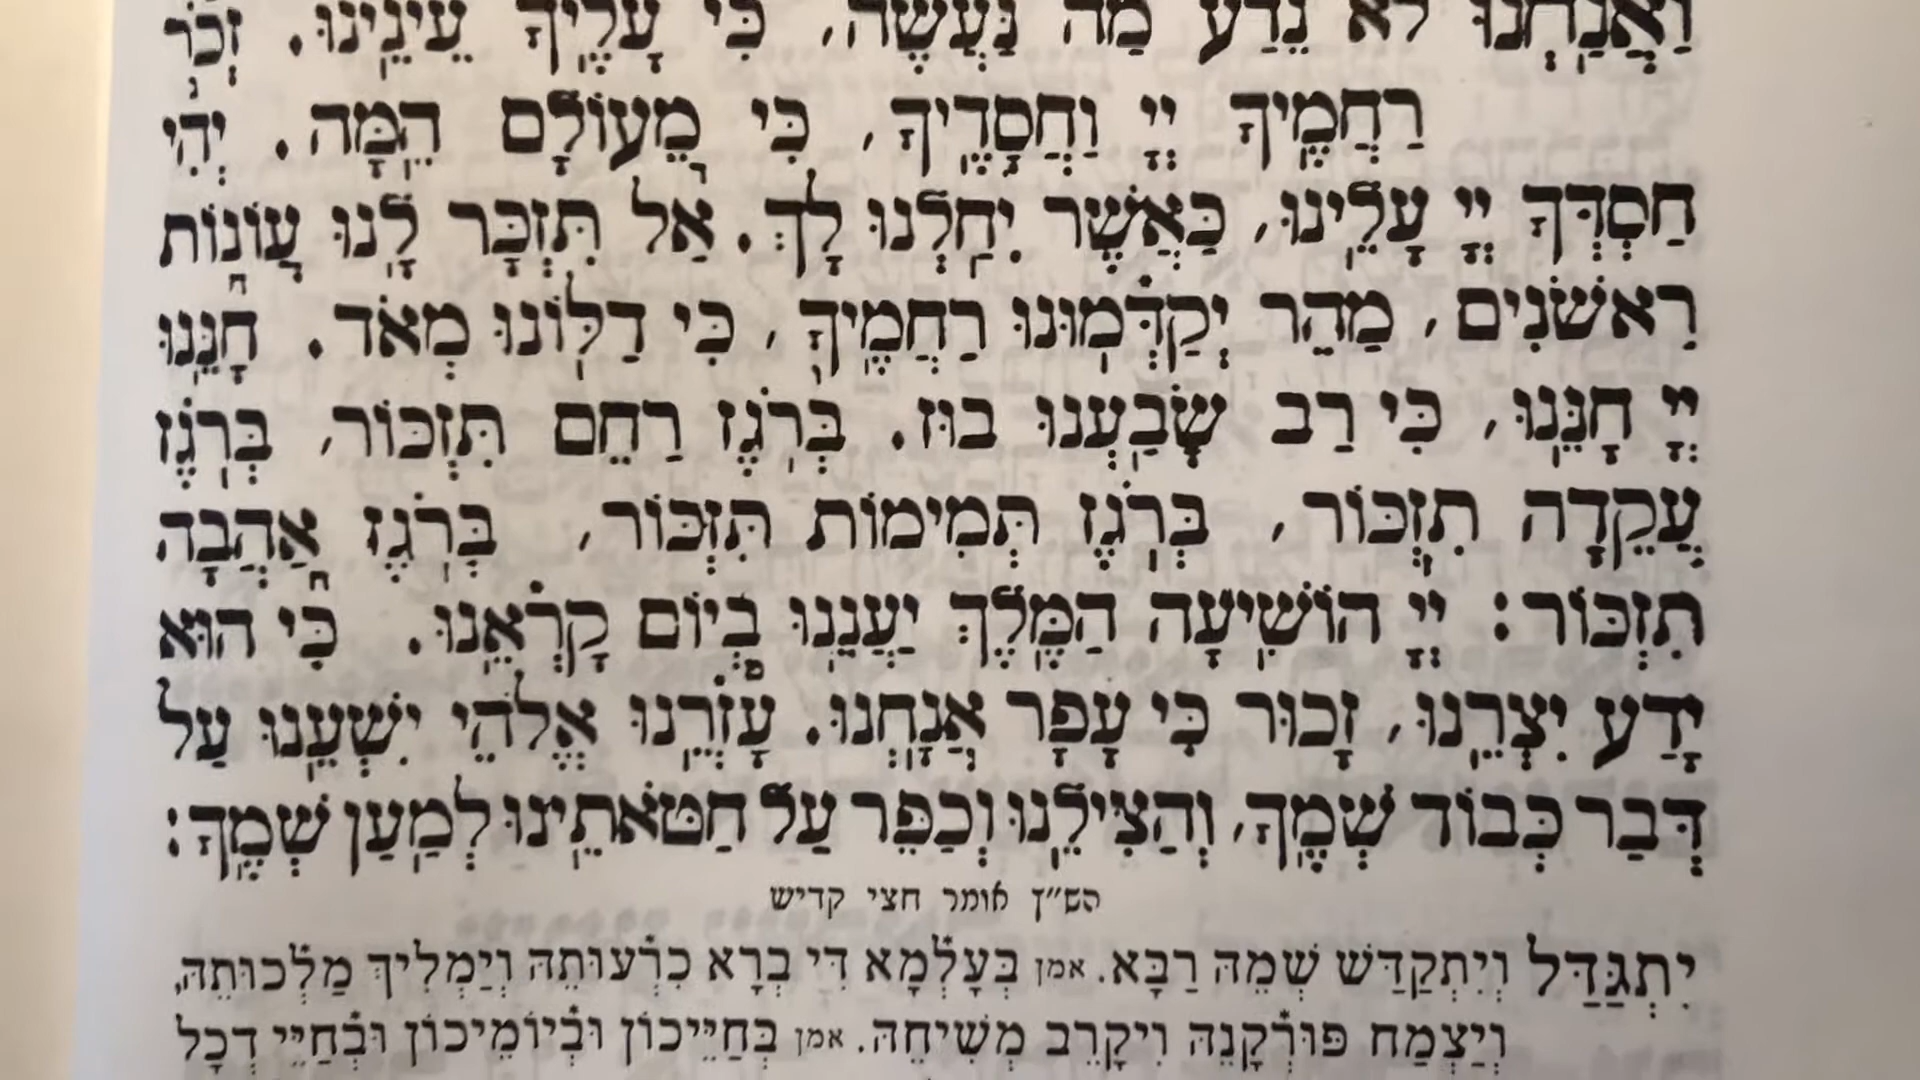 וַאֲנַחְנוּ לֹא נֵדַע מַה נַּעֲשֶׂה, כִּי עָלֶיךָ עֵינֵינוּ. זְכֹר
רַחֲמֶיךָ יְיָ וַחֲסָדֶיךָ, כִּי מֵעוֹלָם הֵמָּה. יְהִי
חַסְדְּךָ יְיָ עָלֵינוּ, כַּאֲשֶׁר יִחַלְנוּ לָךְ. אַל תִּזְכָּר לָנוּ עֲוֹנוֹת
רִאשֹׁנִים, מַהֵר יְקַדְּמוּנוּ רַחֲמֶיךָ, כִּי דַלּוֹנוּ מְאֹד. חָנֵּנוּ
יְיָ חָנֵּנוּ, כִּי רַב שָׂבַעְנוּ בוּז. בְּרֹגֶז רַחֵם תִּזְכּוֹר, בְּרֹגֶז
עֲקֵדָה תִזְכּוֹר, בְּרֹגֶז תְּמִימוֹת תִּזְכּוֹר, בְּרֹגֶז אַהֲבָה
תִזְכּוֹר: יְיָ הוֹשִׁיעָה הַמֶּלֶךְ יַעֲנֵנוּ בְיוֹם קָרְאֵנוּ. כִּי הוּא
יָדַע יִצְרֵנוּ, זָכוּר כִּי עָפָר אֲנָחְנוּ. עָזְרֵנוּ אֱלֹהֵי יִשְׁעֵנוּ עַל
דְּבַר כְּבוֹד שְׁמֶךָ, וְהַצִּילֵנוּ וְכַפֵּר עַל חַטֹּאתֵינוּ לְמַעַן שְׁמֶךָ:
הש״ץ אומר חצי קדיש
יִתְגַּדַּל וְיִתְקַדַּשׁ שְׁמֵהּ רַבָּא. אמן בְּעָלְמָא דִּי בְרָא כִרְעוּתֵהּ וְיַמְלִיךְ מַלְכוּתֵהּ,
וְיַצְמַח פּוּרְקָנֵהּ וִיקָרֵב מְשִׁיחֵהּ. אמן בְּחַיֵּיכוֹן וּבְיוֹמֵיכוֹן וּבְחַיֵּי דְכָל